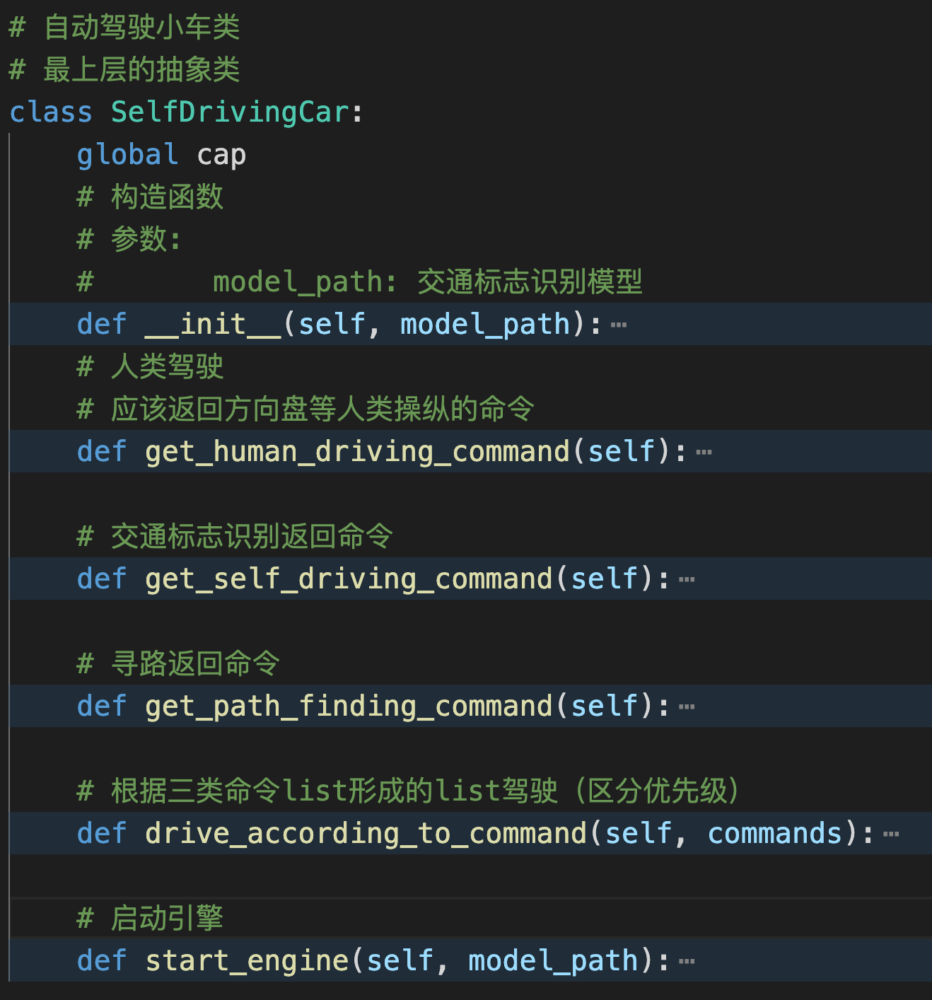 # 自动驾驶小车类
# 最上层的抽象类
class SelfDrivingCar:
    global cap
    # 构造函数
    # 参数:
    #       model_path: 交通标志识别模型
    def __init__(self, model_path):…
    # 人类驾驶
    # 应该返回方向盘等人类操纵的命令
    def get_human_driving_command(self):…
    # 交通标志识别返回命令
    def get_self_driving_command(self):…
    # 寻路返回命令
    def get_path_finding_command(self):…
    # 根据三类命令list形成的list驾驶（区分优先级）
    def drive_according_to_command(self, commands):…
    # 启动引擎
    def start_engine(self, model_path):…